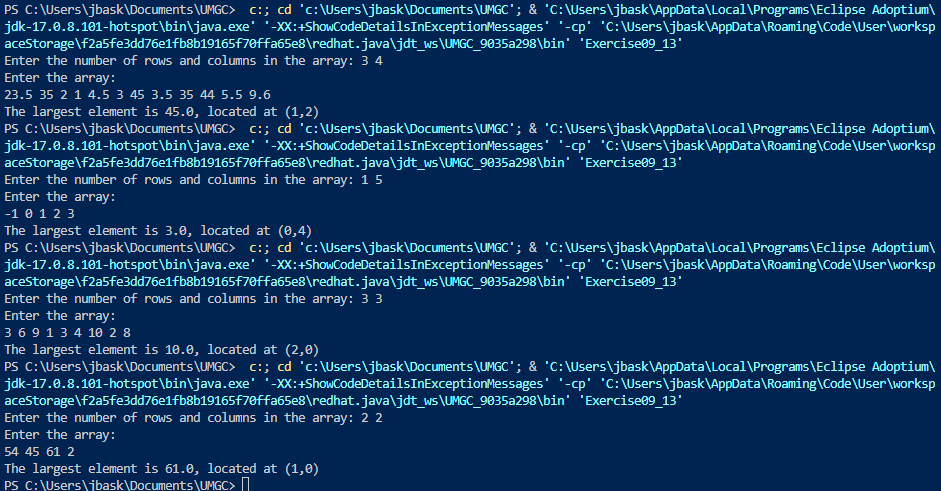 PS C:\Users\jbask\Documents\UMGC>  c:; cd 'c:\Users\jbask\Documents\UMGC'; & 'C:\Users\jbask\AppData\Local\Programs\Eclipse Adoptium\
jdk-17.0.8.101-hotspot\bin\java.exe' '-XX:+ShowCodeDetailsInExceptionMessages' '-cp' 'C:\Users\jbask\AppData\Roaming\Code\User\worksp
aceStorage\f2a5fe3dd76e1fb8b19165f70ffa65e8\redhat.java\jdt_ws\UMGC_9035a298\bin' 'Exercise09_13'
Enter the number of rows and columns in the array: 3 4
Enter the array:
23.5 35 2 1 4.5 3 45 3.5 35 44 5.5 9.6
The largest element is 45.0, located at (1,2)
PS C:\Users\jbask\Documents\UMGC>  c:; cd 'c:\Users\jbask\Documents\UMGC'; & 'C:\Users\jbask\AppData\Local\Programs\Eclipse Adoptium\
jdk-17.0.8.101-hotspot\bin\java.exe' '-XX:+ShowCodeDetailsInExceptionMessages' '-cp' 'C:\Users\jbask\AppData\Roaming\Code\User\worksp
aceStorage\f2a5fe3dd76e1fb8b19165f70ffa65e8\redhat.java\jdt_ws\UMGC_9035a298\bin' 'Exercise09_13'
Enter the number of rows and columns in the array: 1 5
Enter the array:
-1 0 1 2 3
The largest element is 3.0, located at (0,4)
PS C:\Users\jbask\Documents\UMGC>  c:; cd 'c:\Users\jbask\Documents\UMGC'; & 'C:\Users\jbask\AppData\Local\Programs\Eclipse Adoptium\
jdk-17.0.8.101-hotspot\bin\java.exe' '-XX:+ShowCodeDetailsInExceptionMessages' '-cp' 'C:\Users\jbask\AppData\Roaming\Code\User\worksp
aceStorage\f2a5fe3dd76e1fb8b19165f70ffa65e8\redhat.java\jdt_ws\UMGC_9035a298\bin' 'Exercise09_13'
Enter the number of rows and columns in the array: 3 3
Enter the array:
3 6 9 1 3 4 10 2 8
The largest element is 10.0, located at (2,0)
PS C:\Users\jbask\Documents\UMGC>  c:; cd 'c:\Users\jbask\Documents\UMGC'; & 'C:\Users\jbask\AppData\Local\Programs\Eclipse Adoptium\
jdk-17.0.8.101-hotspot\bin\java.exe' '-XX:+ShowCodeDetailsInExceptionMessages' '-cp' 'C:\Users\jbask\AppData\Roaming\Code\User\worksp
aceStorage\f2a5fe3dd76e1fb8b19165f70ffa65e8\redhat.java\jdt_ws\UMGC_9035a298\bin' 'Exercise09_13'
Enter the number of rows and columns in the array: 2 2
Enter the array:
54 45 61 2
The largest element is 61.0, located at (1,0)
PS C:\Users\jbask\Documents\UMGC>